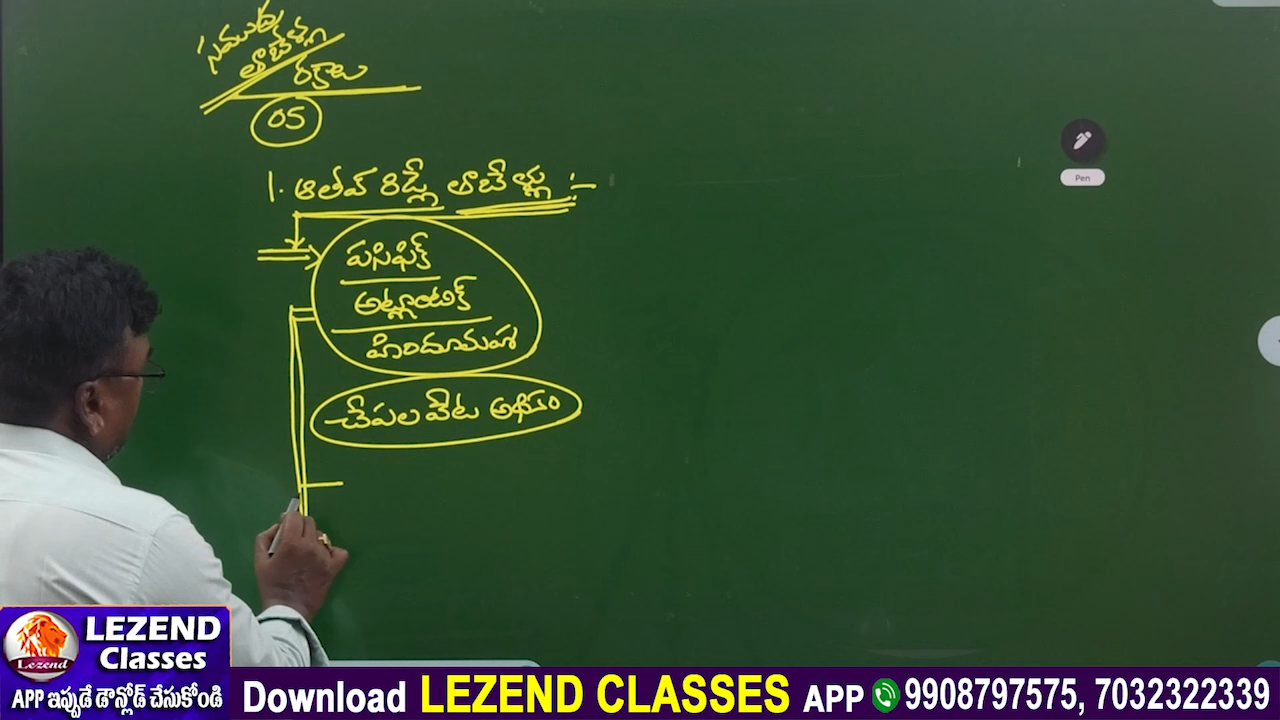 సముద్ర
తాబేళ్లు
రకాలు
05
1. ఆలీవ్ రిడ్లే తాబేళ్లు :-
పసిఫిక్
అట్లాంటిక్
హిందూమహా
చేపల వేట అధికం
Pen
LEZEND
Classes
Lezend
APP ఇప్పుడే డౌన్లోడ్ చేసుకోండి
Download LEZEND CLASSES APP 9908797575, 7032322339